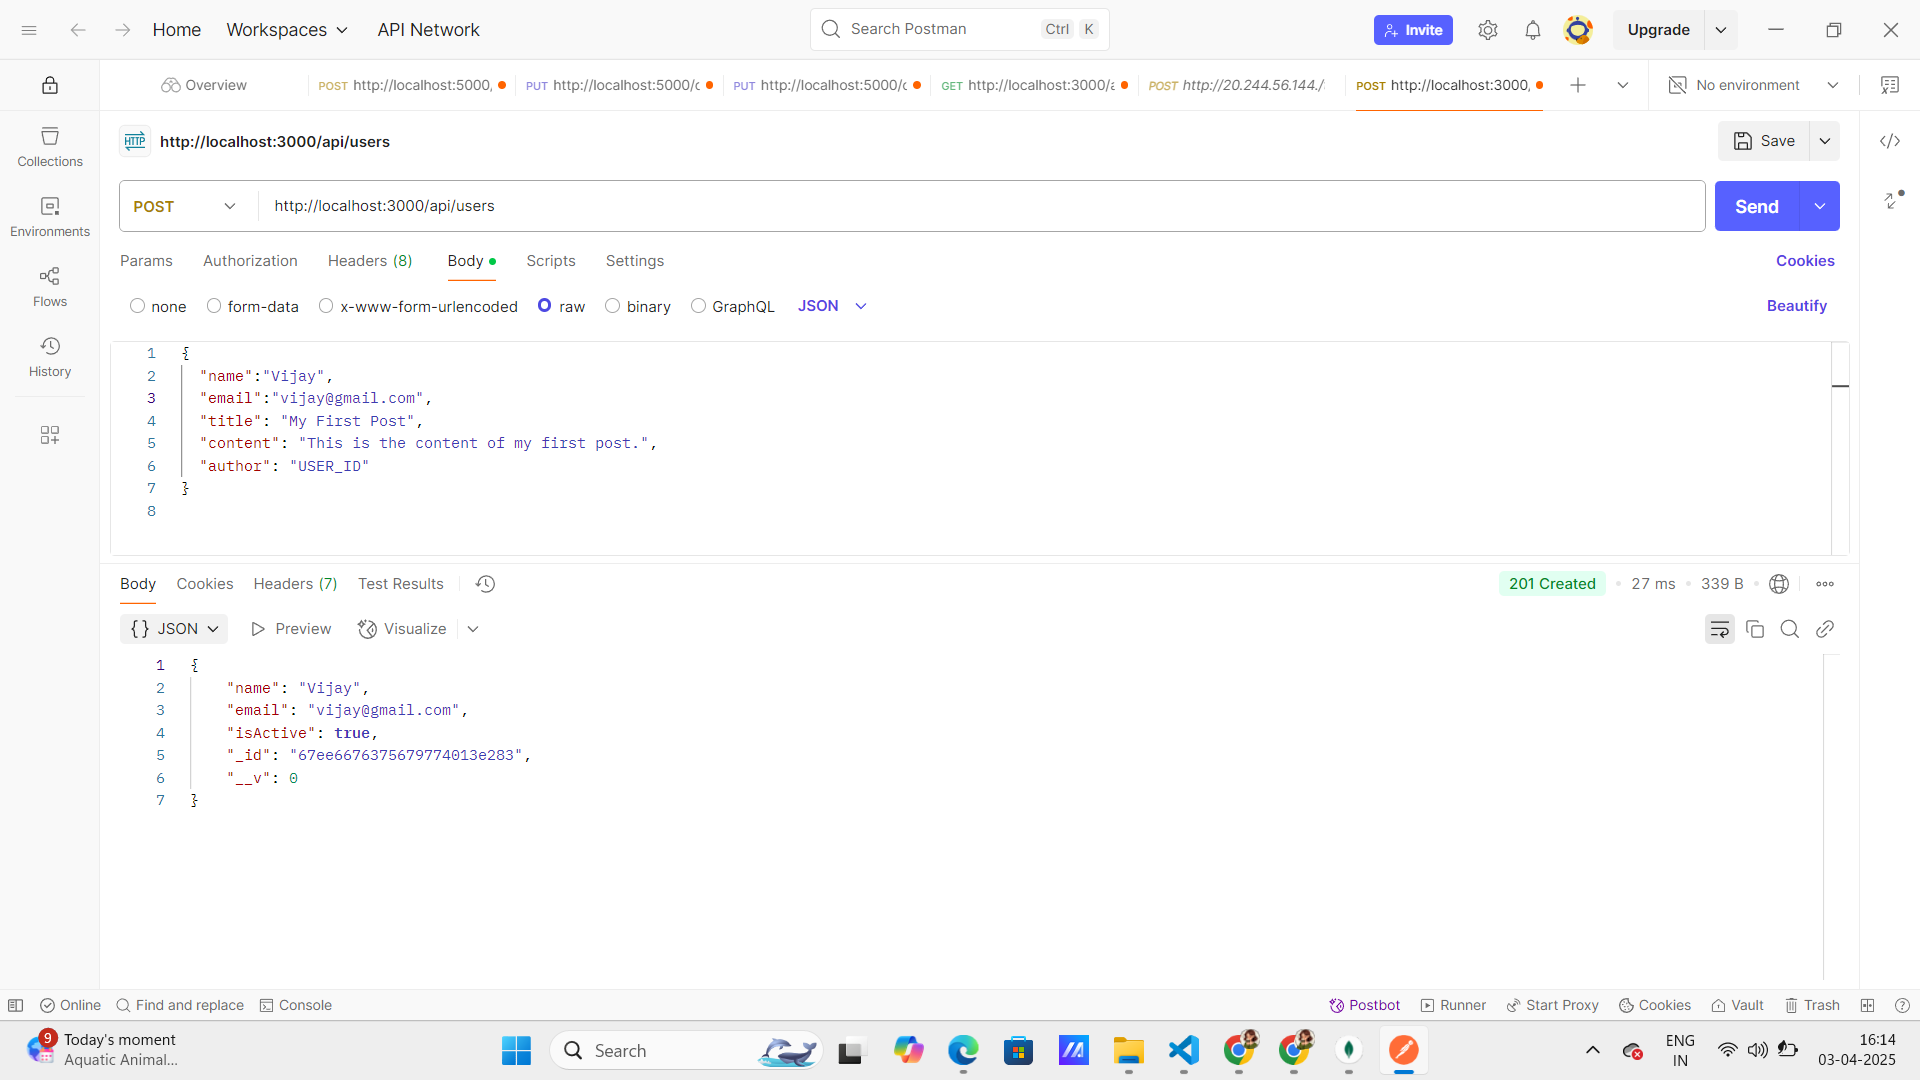 Home Workspaces API Network Search Postman Ctrl K Invite Upgrade
Overview POST http://localhost:5000, PUT http://localhost:5000/c PUT http://localhost:5000/c GET http://localhost:3000/a POST http://20.244.56.144./ POST http://localhost:3000, No environment
Collections
Environments
Flows
History
HTTP http://localhost:3000/api/users Save
POST http://localhost:3000/api/users Send
Params Authorization Headers (8) Body Scripts Settings Cookies
none form-data x-www-form-urlencoded raw binary GraphQL JSON Beautify
1 {
2 "name":"Vijay",
3 "email":"vijay@gmail.com",
4 "title": "My First Post",
5 "content": "This is the content of my first post.",
6 "author": "USER_ID"
7 }
8
Body Cookies Headers (7) Test Results 201 Created 27 ms 339 B
{} JSON Preview Visualize
1 {
2 "name": "Vijay",
3 "email": "vijay@gmail.com",
4 "isActive": true,
5 "_id": "67ee6676375679774013e283",
6 "__v": 0
7 }
Online Find and replace Console Postbot Runner Start Proxy Cookies Vault Trash
9 Today's moment
Aquatic Animal...
Search
ENG
IN
16:14
03-04-2025